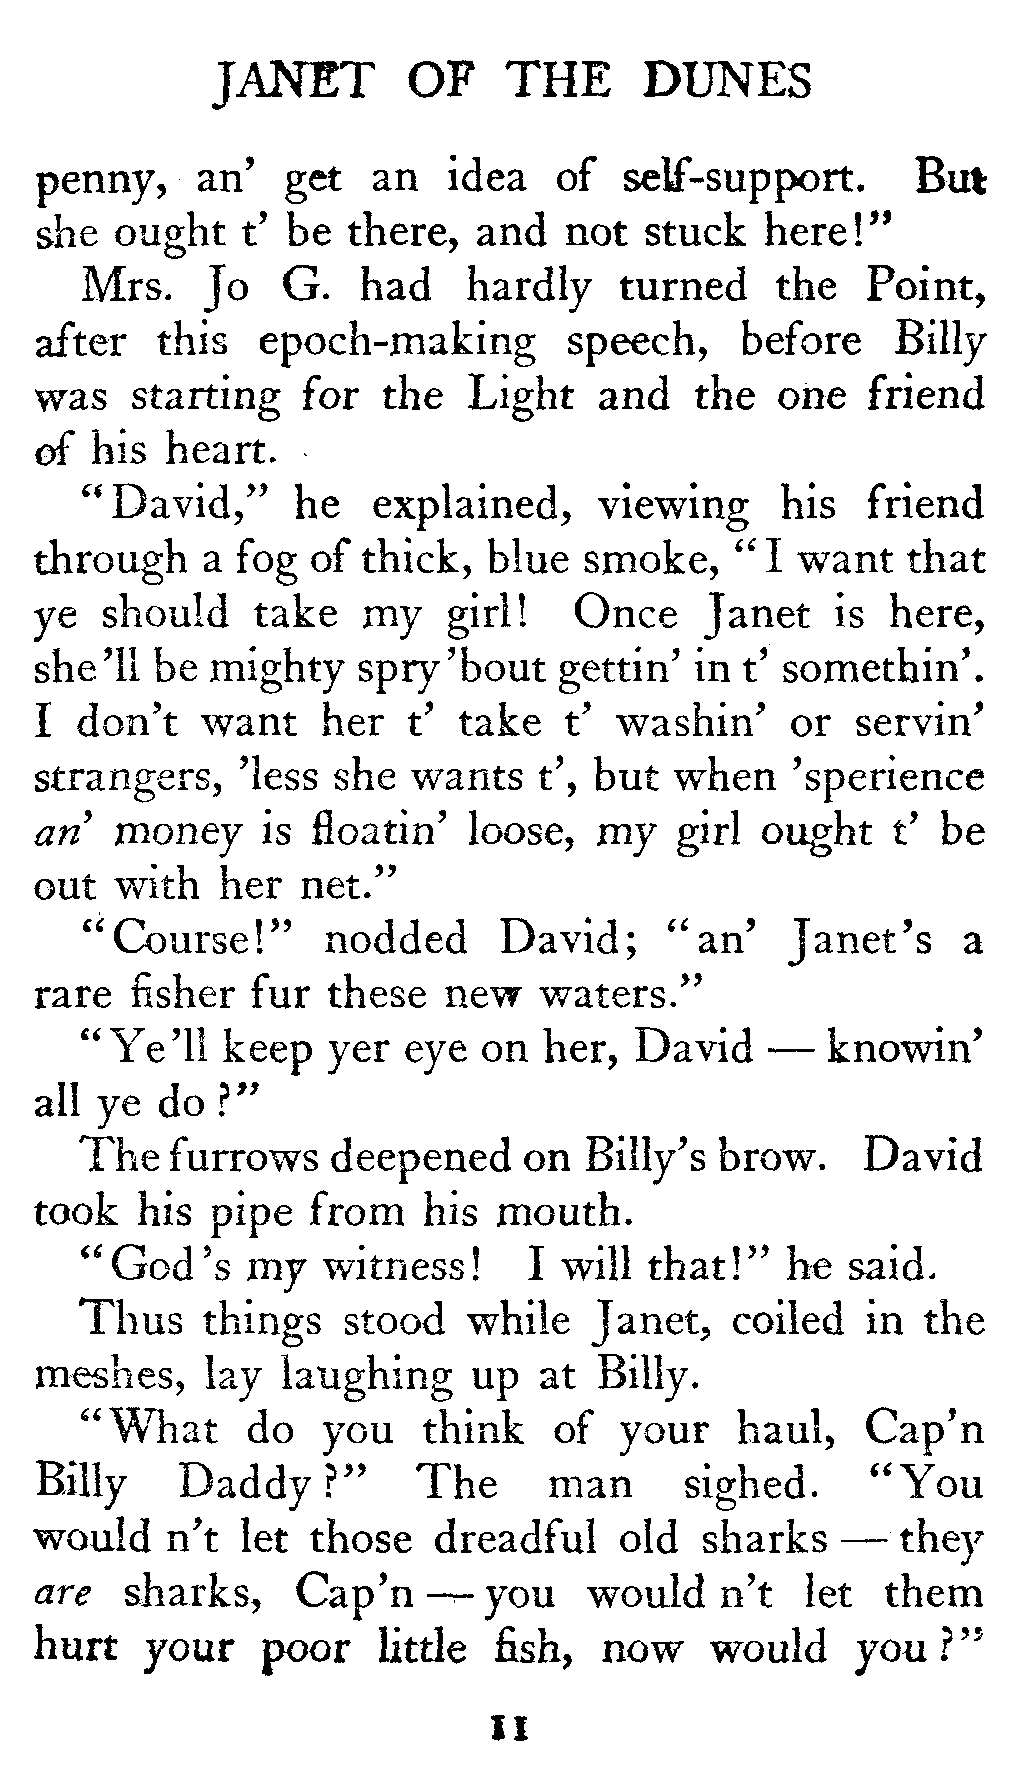 JANET OF THE DUNES
penny, an' get an idea of self-support. But
she ought t' be there, and not stuck here!"
Mrs. Jo G. had hardly turned the Point,
after this epoch-making speech, before Billy
was starting for the Light and the one friend
of his heart.
"David," he explained, viewing his friend
through a fog of thick, blue smoke, "I want that
ye should take my girl! Once Janet is here,
she'll be mighty spry 'bout gettin' in t' somethin'.
I don't want her t' take t' washin' or servin'
strangers, 'less she wants t', but when 'sperience
an' money is floatin' loose, my girl ought t' be
out with her net."
"Course!" nodded David; "an' Janet's a
rare fisher fur these new waters."
"Ye'll keep yer eye on her, David — knowin'
all ye do?"
The furrows deepened on Billy's brow. David
took his pipe from his mouth.
"God's my witness! I will that!" he said.
Thus things stood while Janet, coiled in the
meshes, lay laughing up at Billy.
"What do you think of your haul, Cap'n
Billy Daddy?" The man sighed. "You
would n't let those dreadful old sharks — they
are sharks, Cap'n — you would n't let them
hurt your poor little fish, now would you?"
11